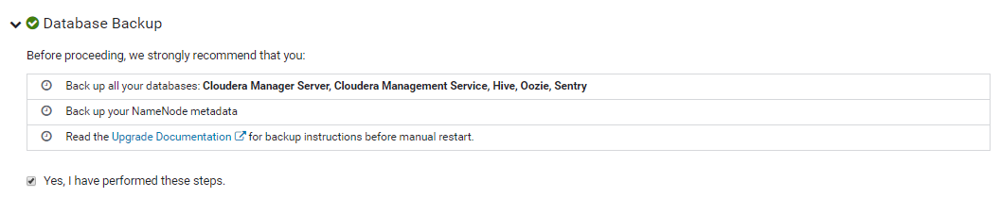 Database Backup
Before proceeding, we strongly recommend that you:
Back up all your databases: Cloudera Manager Server, Cloudera Management Service, Hive, Oozie, Sentry
Back up your NameNode metadata
Read the Upgrade Documentation for backup instructions before manual restart.
Yes, I have performed these steps.